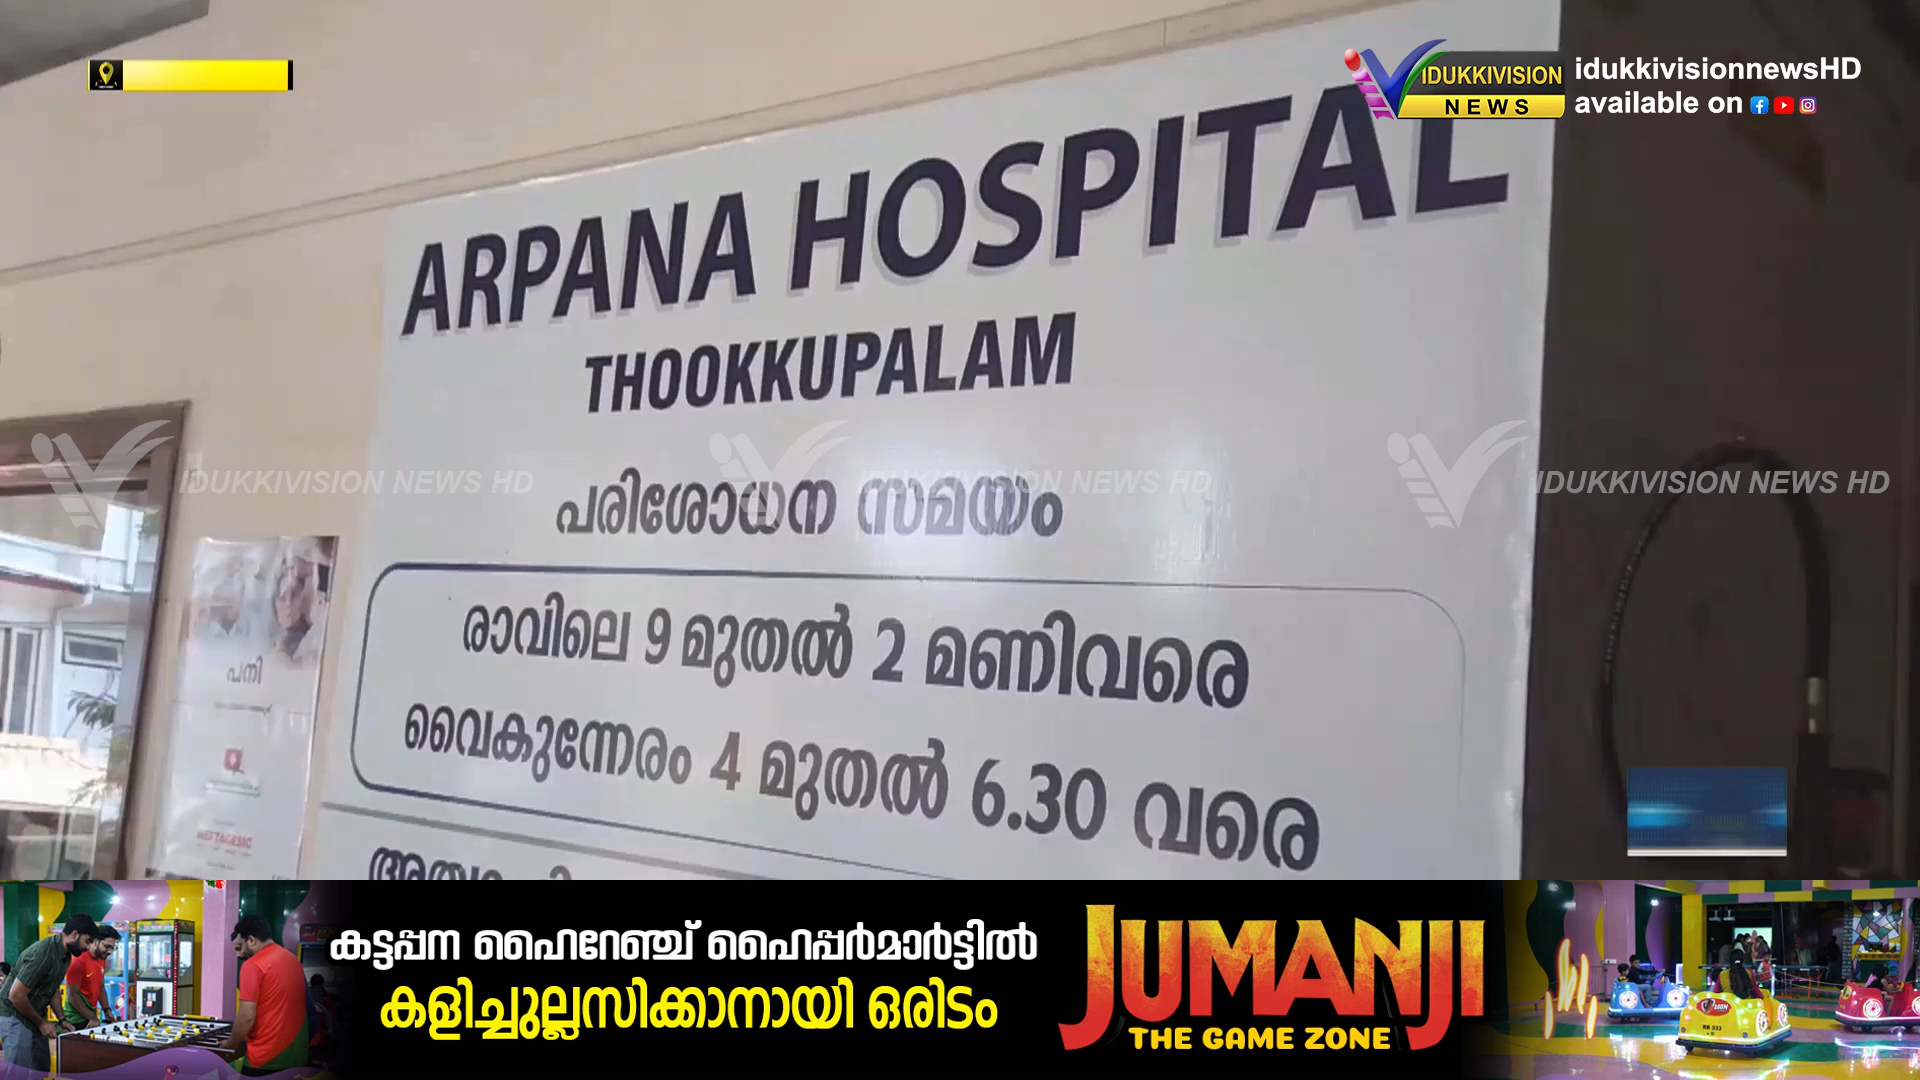 IDUKKIVISION
NEWS
idukkivisionnewsHD
available on
ARPANA HOSPITAL
THOOKKUPALAM
IDUKKIVISION NEWS HD
IDUKKIVISION NEWS HD
IDUKKIVISION NEWS HD
പരിശോധന സമയം
രാവിലെ 9 മുതൽ 2 മണിവരെ
വൈകുന്നേരം 4 മുതൽ 6.30 വരെ
പനി
കട്ടപ്പന ഹൈറേഞ്ച് ഹൈപ്പർമാർട്ടിൽ
കളിച്ചുല്ലസിക്കാനായി ഒരിടം
JUMANJI
THE GAME ZONE